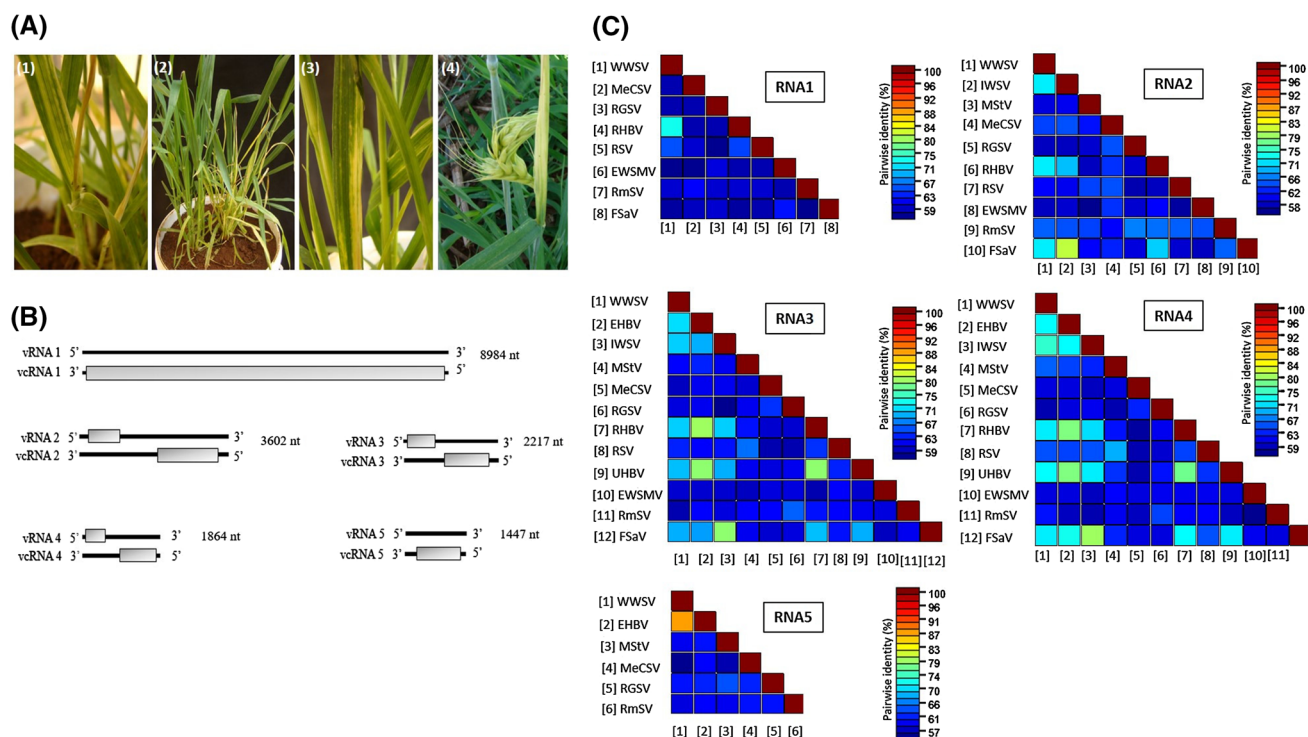 (A)
(1) (2) (3) (4)
(B)
vRNA 1 5' 3' 8984 nt
vcRNA 1 3' 5'
vRNA 2 5' 3' 3602 nt
vcRNA 2 3' 5'
vRNA 3 5' 3' 2217 nt
vcRNA 3 3' 5'
vRNA 4 5' 3' 1864 nt
vcRNA 4 3' 5'
vRNA 5 5' 3' 1447 nt
vcRNA 5 3' 5'
(C)
RNA1
[1] WWSV
[2] MeCSV
[3] RGSV
[4] RHBV
[5] RSV
[6] EWSMV
[7] RmSV
[8] FSaV
[1] [2] [3] [4] [5] [6] [7] [8]
Pairwise identity (%)
100
96
92
88
84
80
75
71
67
63
59
RNA2
[1] WWSV
[2] IWSV
[3] MStV
[4] MeCSV
[5] RGSV
[6] RHBV
[7] RSV
[8] EWSMV
[9] RmSV
[10] FSaV
[1] [2] [3] [4] [5] [6] [7] [8] [9] [10]
Pairwise identity (%)
100
96
92
87
83
79
75
71
66
62
58
RNA3
[1] WWSV
[2] EHBV
[3] IWSV
[4] MStV
[5] MeCSV
[6] RGSV
[7] RHBV
[8] RSV
[9] UHBV
[10] EWSMV
[11] RmSV
[12] FSaV
[1] [2] [3] [4] [5] [6] [7] [8] [9] [10] [11] [12]
Pairwise identity (%)
100
96
92
88
84
80
75
71
67
63
59
RNA4
[1] WWSV
[2] EHBV
[3] IWSV
[4] MStV
[5] MeCSV
[6] RGSV
[7] RHBV
[8] RSV
[9] UHBV
[10] EWSMV
[11] RmSV
[12] FSaV
[1] [2] [3] [4] [5] [6] [7] [8] [9] [10] [11]
Pairwise identity (%)
100
96
92
88
84
80
75
71
67
63
59
RNA5
[1] WWSV
[2] EHBV
[3] MStV
[4] MeCSV
[5] RGSV
[6] RmSV
[1] [2] [3] [4] [5] [6]
Pairwise identity (%)
100
96
91
87
83
79
74
70
66
61
57